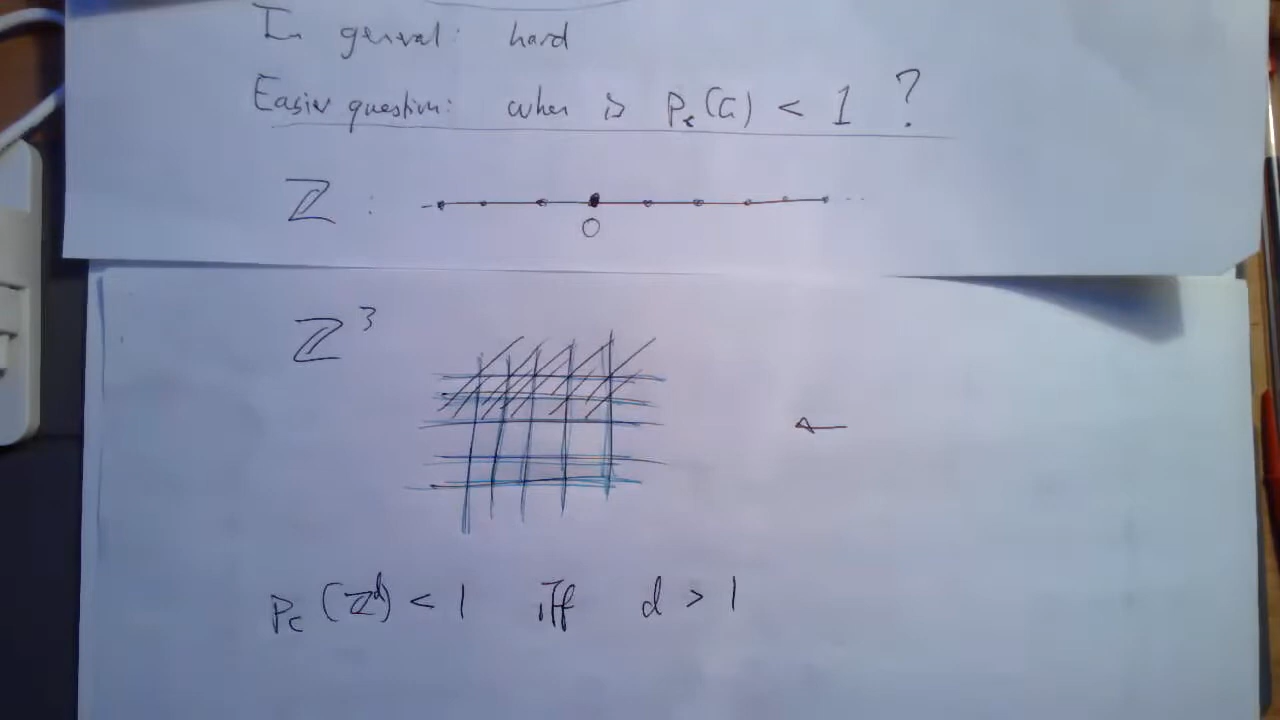 In general: hard
Easier question: when is Pc(G) < 1 ?
ℤ :
0
ℤ³
Pc (ℤᵈ) < 1 iff d > 1